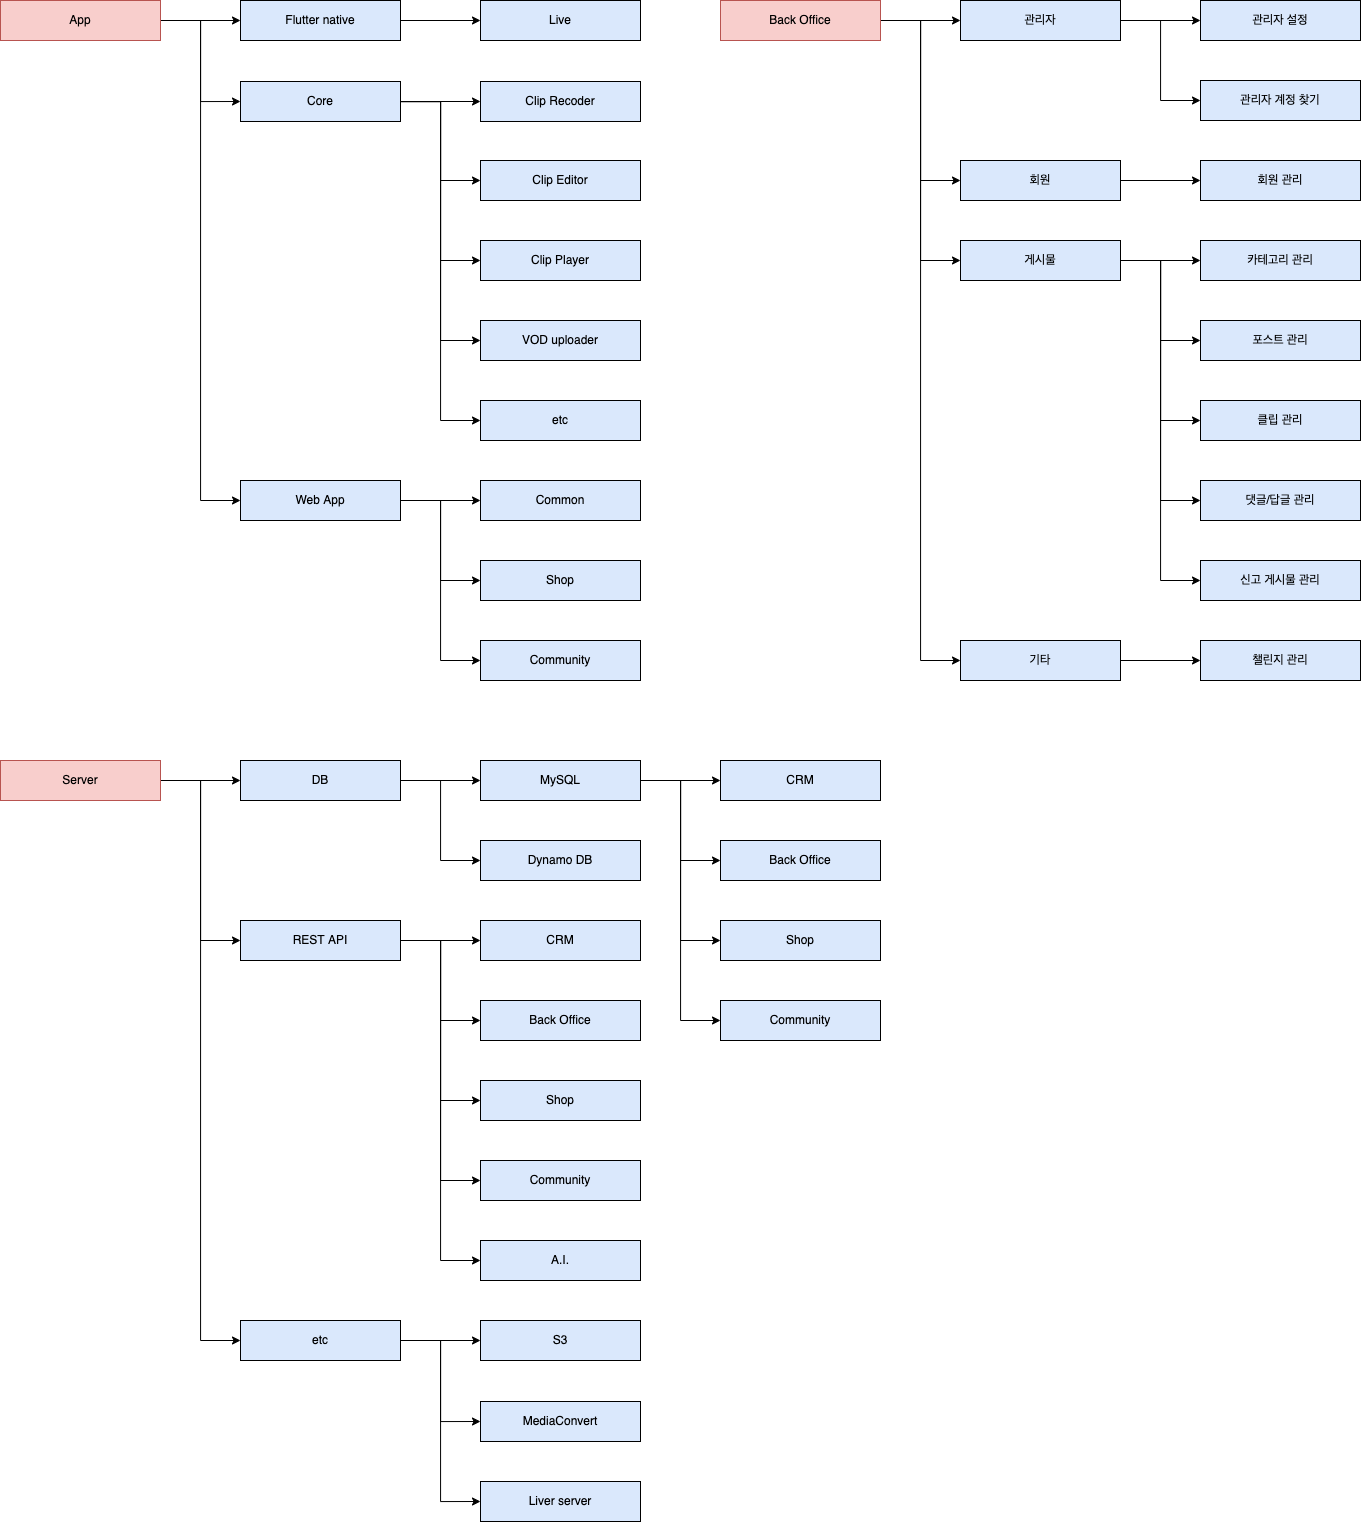 App
Flutter native
Live
Core
Clip Recoder
Clip Editor
Clip Player
VOD uploader
etc
Web App
Common
Shop
Community
Back Office
관리자
관리자 설정
관리자 계정 찾기
회원
회원 관리
게시물
카테고리 관리
포스트 관리
클립 관리
댓글/답글 관리
신고 게시물 관리
기타
챌린지 관리
Server
DB
MySQL
CRM
Back Office
Shop
Community
Dynamo DB
REST API
CRM
Back Office
Shop
Community
A.I.
etc
S3
MediaConvert
Liver server